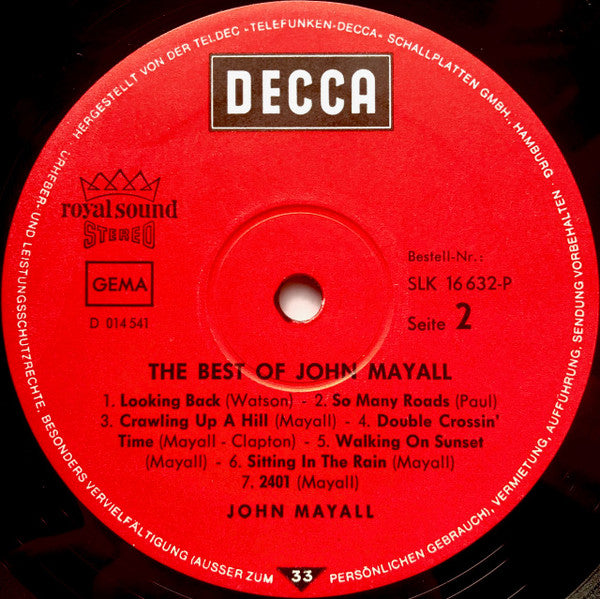 URHEBER- UND LEISTUNGSSCHUTZRECHTE. HERGESTELLT VON DER TELDEC »TELEFUNKEN-DECCA« SCHALLPLATTEN GMBH., HAMBURG
DECCA
royal sound
STEREO
GEMA
D 014 541
Bestell-Nr.:
SLK 16 632-P
Seite 2
THE BEST OF JOHN MAYALL
1. Looking Back (Watson) - 2. So Many Roads (Paul)
3. Crawling Up A Hill (Mayall) - 4. Double Crossin'
Time (Mayall - Clapton) - 5. Walking On Sunset
(Mayall) - 6. Sitting In The Rain (Mayall)
7. 2401 (Mayall)
JOHN MAYALL
BESONDERS VERVIELFÄLTIGUNG (AUSSER ZUM PERSÖNLICHEN GEBRAUCH), VERMIETUNG, AUFFÜHRUNG, SENDUNG VORBEHALTEN
33